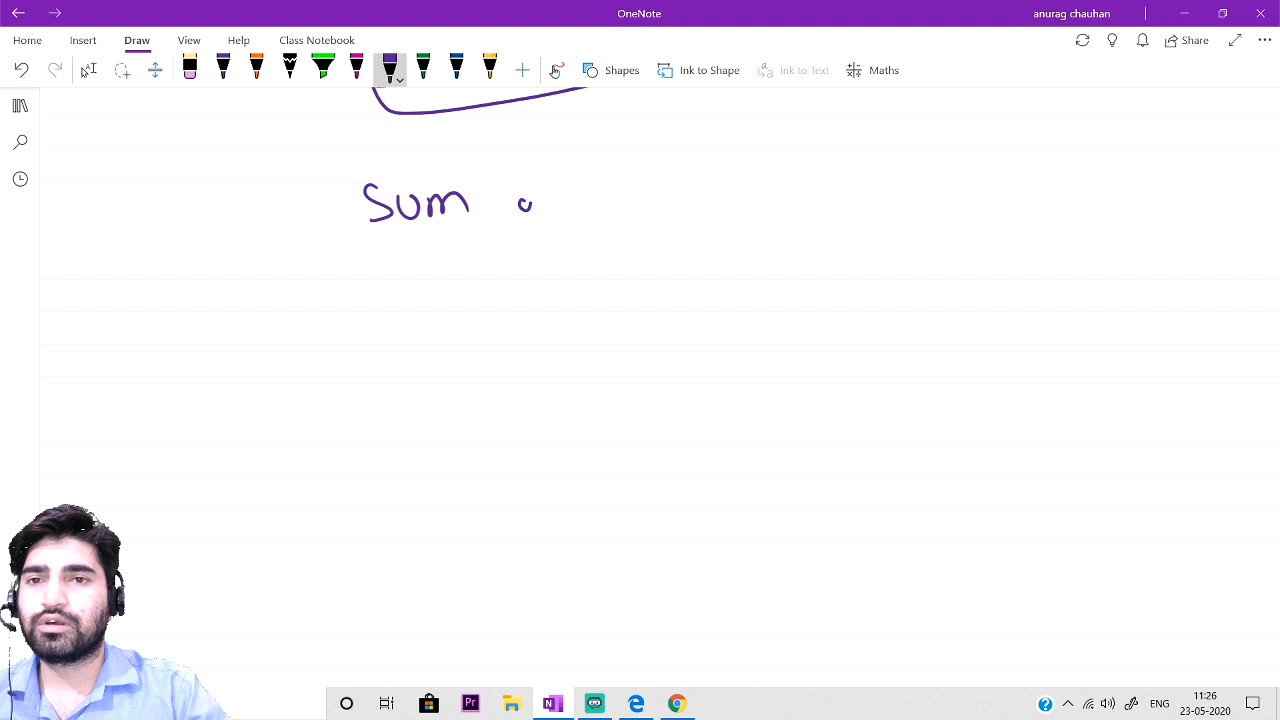 OneNote
anurag chauhan
Home Insert Draw View Help Class Notebook
Share
Shapes Ink to Shape Ink to Text Maths
Sum o
Pr
N
ENG
11:26
23-05-2020